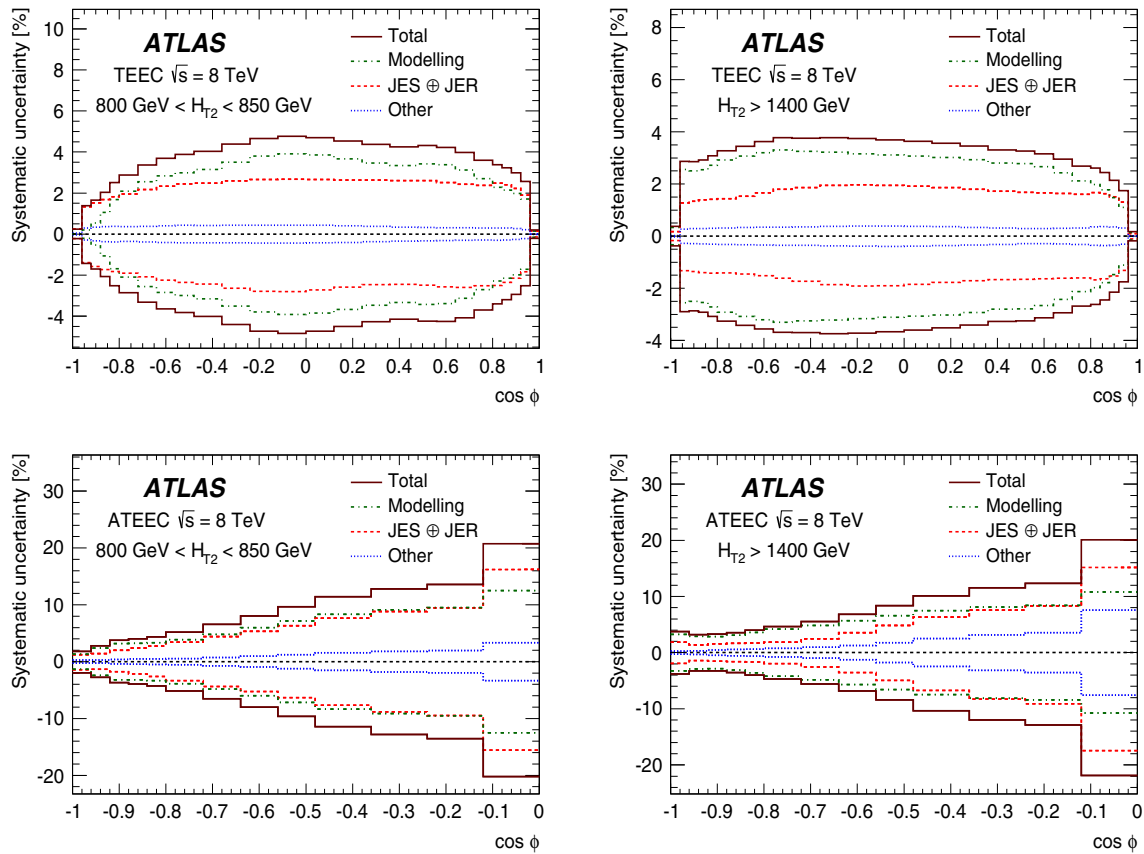 Systematic uncertainty [%]
10
8
6
4
2
0
-2
-4
ATLAS
TEEC √s = 8 TeV
800 GeV < H_T2 < 850 GeV
Total
Modelling
JES ⊕ JER
Other
-1 -0.8 -0.6 -0.4 -0.2 0 0.2 0.4 0.6 0.8 1
cos ϕ
Systematic uncertainty [%]
8
6
4
2
0
-2
-4
ATLAS
TEEC √s = 8 TeV
H_T2 > 1400 GeV
Total
Modelling
JES ⊕ JER
Other
-1 -0.8 -0.6 -0.4 -0.2 0 0.2 0.4 0.6 0.8 1
cos ϕ
Systematic uncertainty [%]
30
20
10
0
-10
-20
ATLAS
ATEEC √s = 8 TeV
800 GeV < H_T2 < 850 GeV
Total
Modelling
JES ⊕ JER
Other
-1 -0.9 -0.8 -0.7 -0.6 -0.5 -0.4 -0.3 -0.2 -0.1 0
cos ϕ
Systematic uncertainty [%]
30
20
10
0
-10
-20
ATLAS
ATEEC √s = 8 TeV
H_T2 > 1400 GeV
Total
Modelling
JES ⊕ JER
Other
-1 -0.9 -0.8 -0.7 -0.6 -0.5 -0.4 -0.3 -0.2 -0.1 0
cos ϕ